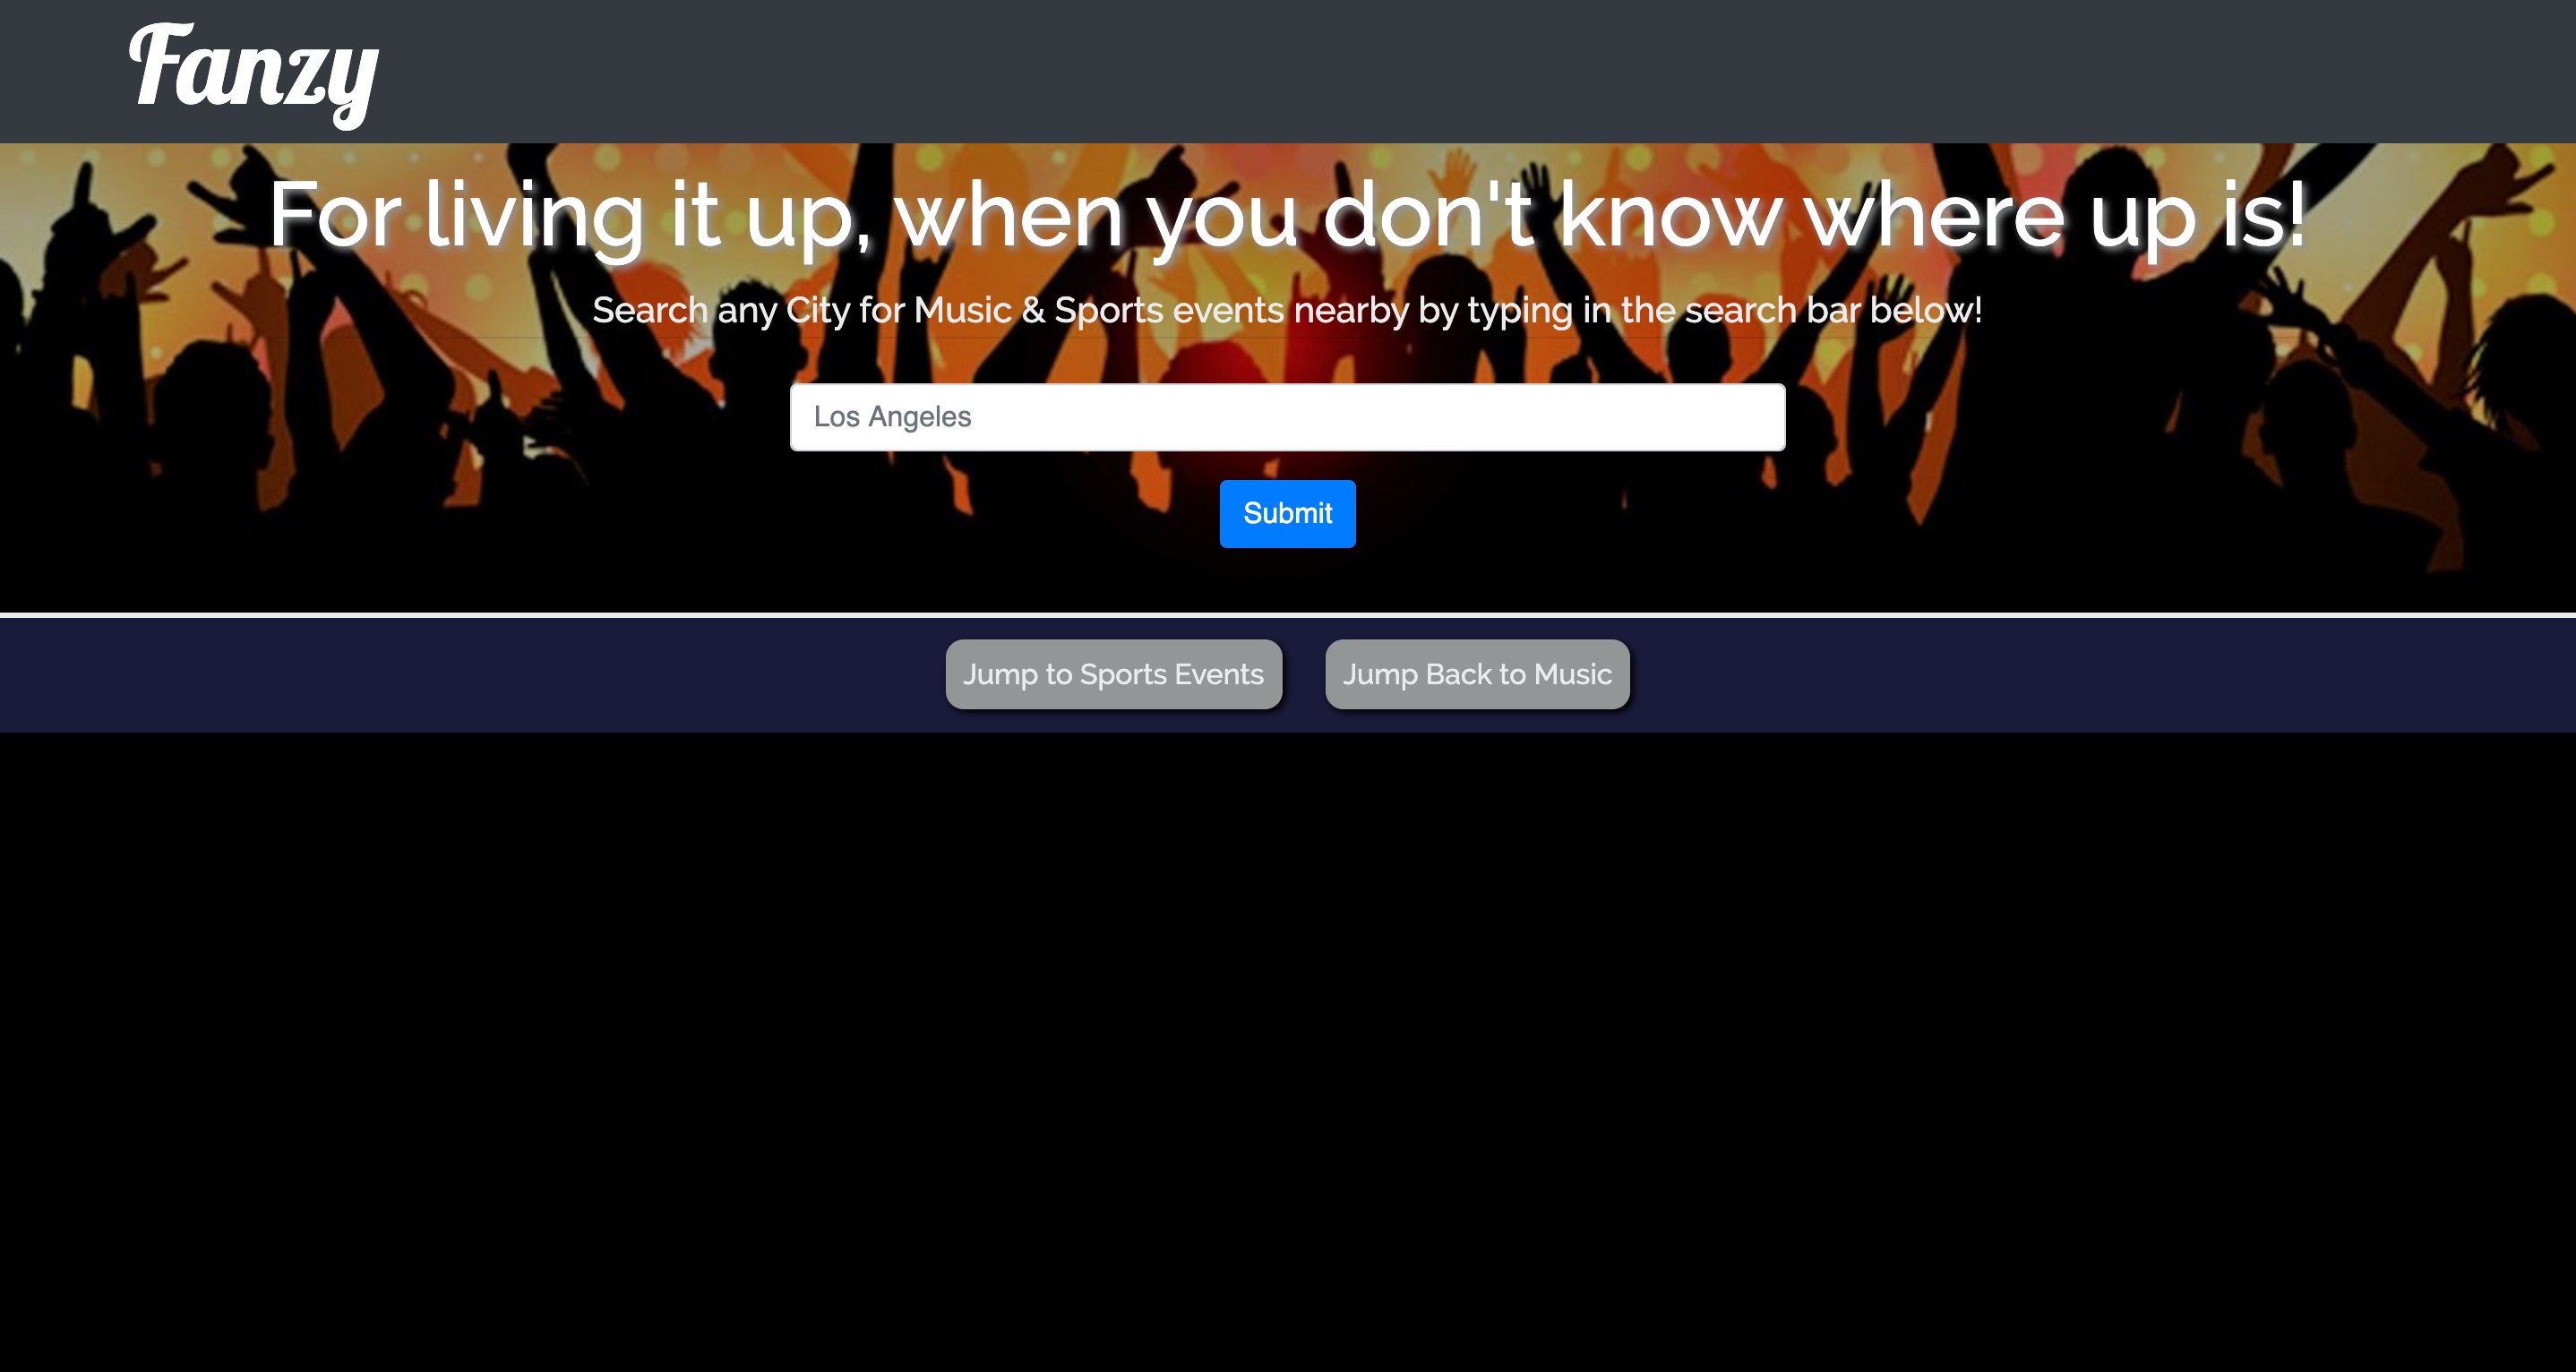 Fanzy
For living it up, when you don't know where up is!
Search any City for Music & Sports events nearby by typing in the search bar below!
Los Angeles
Submit
Jump to Sports Events
Jump Back to Music